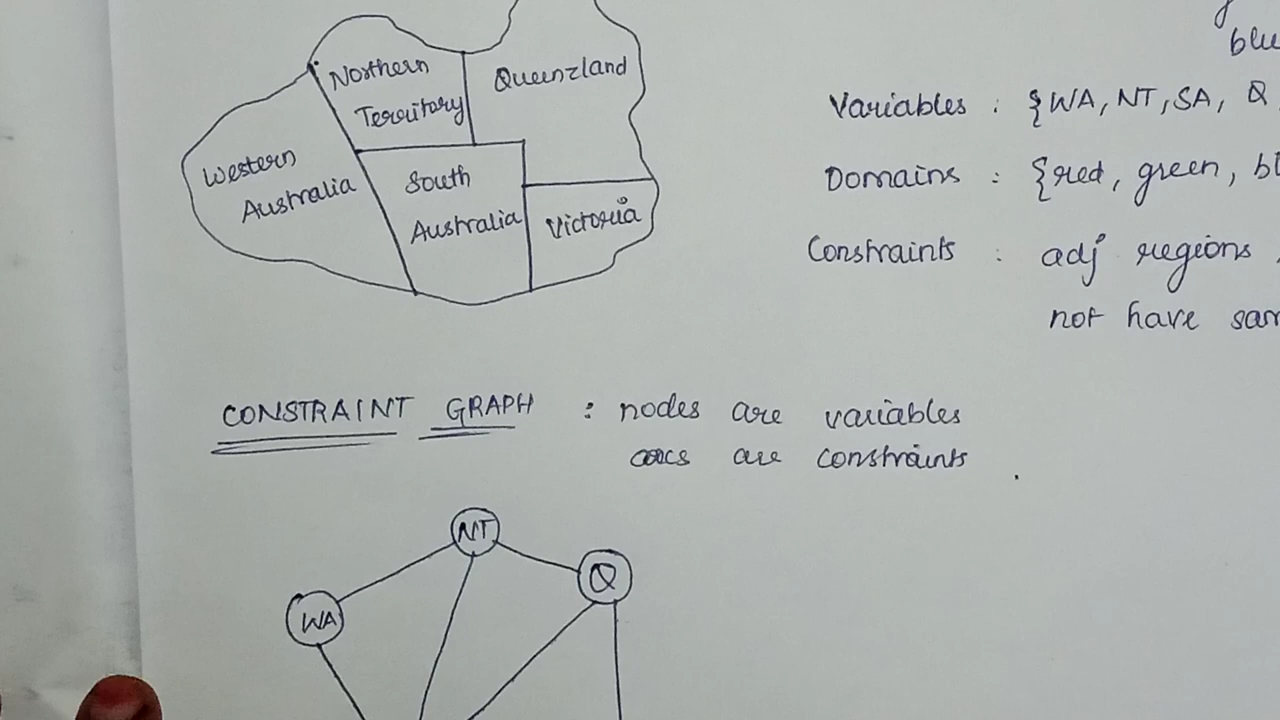 Northern
Territory
Queenzland
Western
Australia
South
Australia
Victoria
blu
Variables : {WA, NT, SA, Q
Domains : {red, green, bl
Constraints : adj regions
not have sam
CONSTRAINT GRAPH : nodes are variables
arcs are constraints
NT
Q
WA